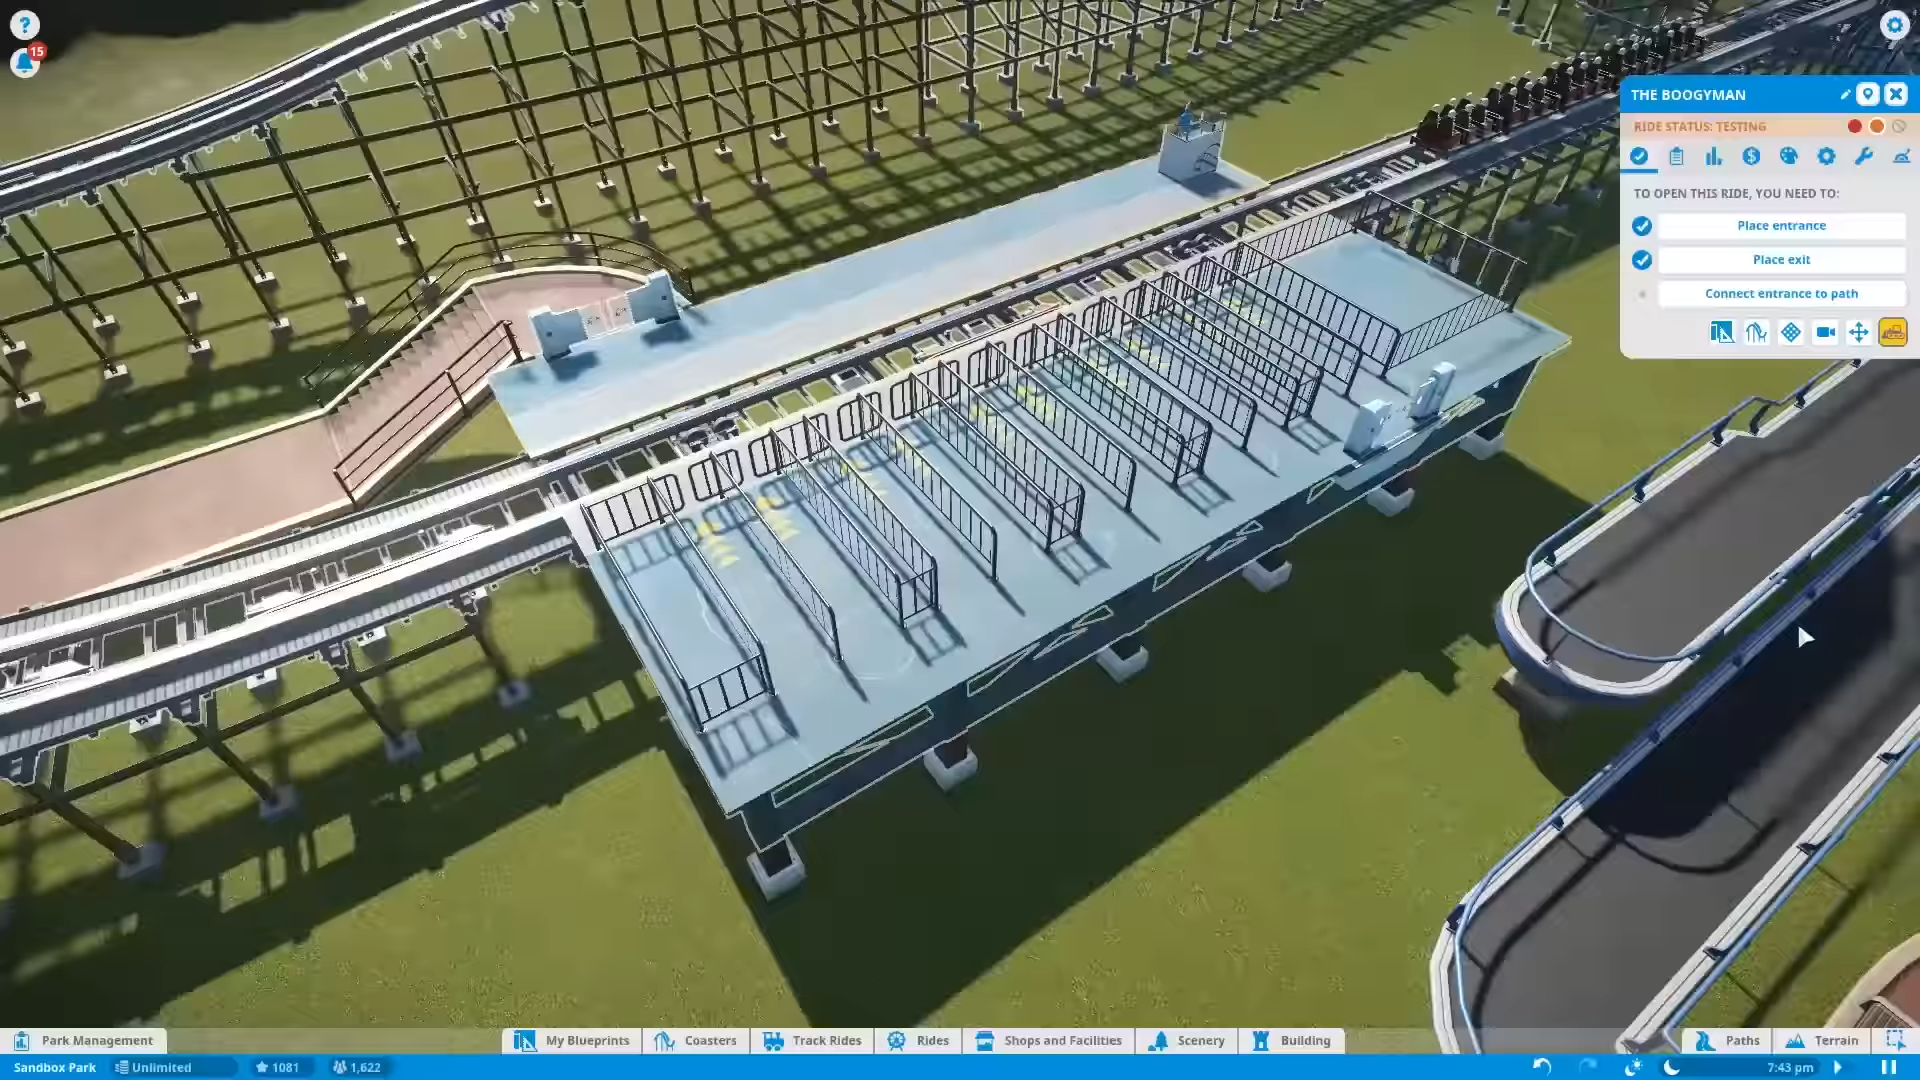 ?
15
THE BOOGYMAN
RIDE STATUS: TESTING
TO OPEN THIS RIDE, YOU NEED TO:
Place entrance
Place exit
Connect entrance to path
Park Management
My Blueprints
Coasters
Track Rides
Rides
Shops and Facilities
Scenery
Building
Paths
Terrain
Sandbox Park
Unlimited
1081
1,622
7:43 pm